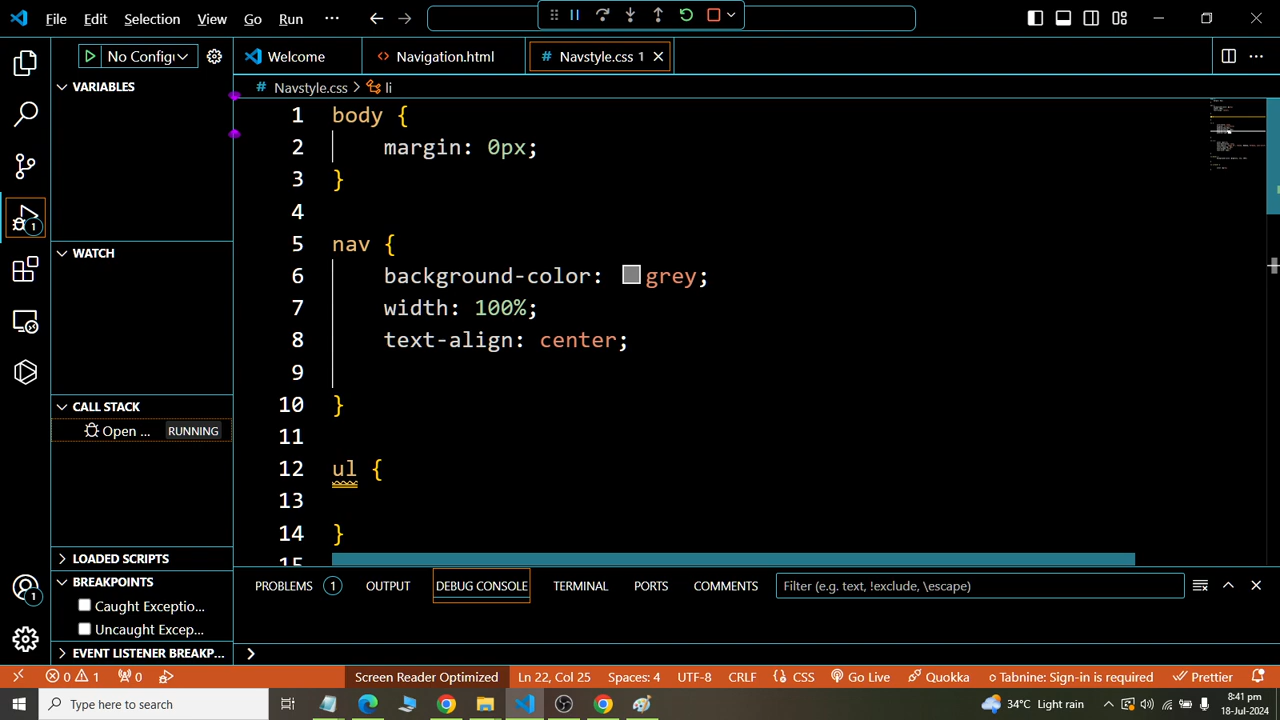 File Edit Selection View Go Run ···
No Configu
Welcome
Navigation.html
Navstyle.css 1
VARIABLES
Navstyle.css > li
1 body {
2 margin: 0px;
3 }
4
5 nav {
6 background-color: grey;
7 width: 100%;
8 text-align: center;
9
10 }
11
12 ul {
13
14 }
15
WATCH
CALL STACK
Open ... RUNNING
LOADED SCRIPTS
BREAKPOINTS
Caught Exceptio...
Uncaught Excep...
EVENT LISTENER BREAKP...
1
1
PROBLEMS 1 OUTPUT DEBUG CONSOLE TERMINAL PORTS COMMENTS
Filter (e.g. text, !exclude, \escape)
0 1 0 Screen Reader Optimized Ln 22, Col 25 Spaces: 4 UTF-8 CRLF CSS Go Live Quokka Tabnine: Sign-in is required Prettier
Type here to search
34°C Light rain
8:41 pm
18-Jul-2024